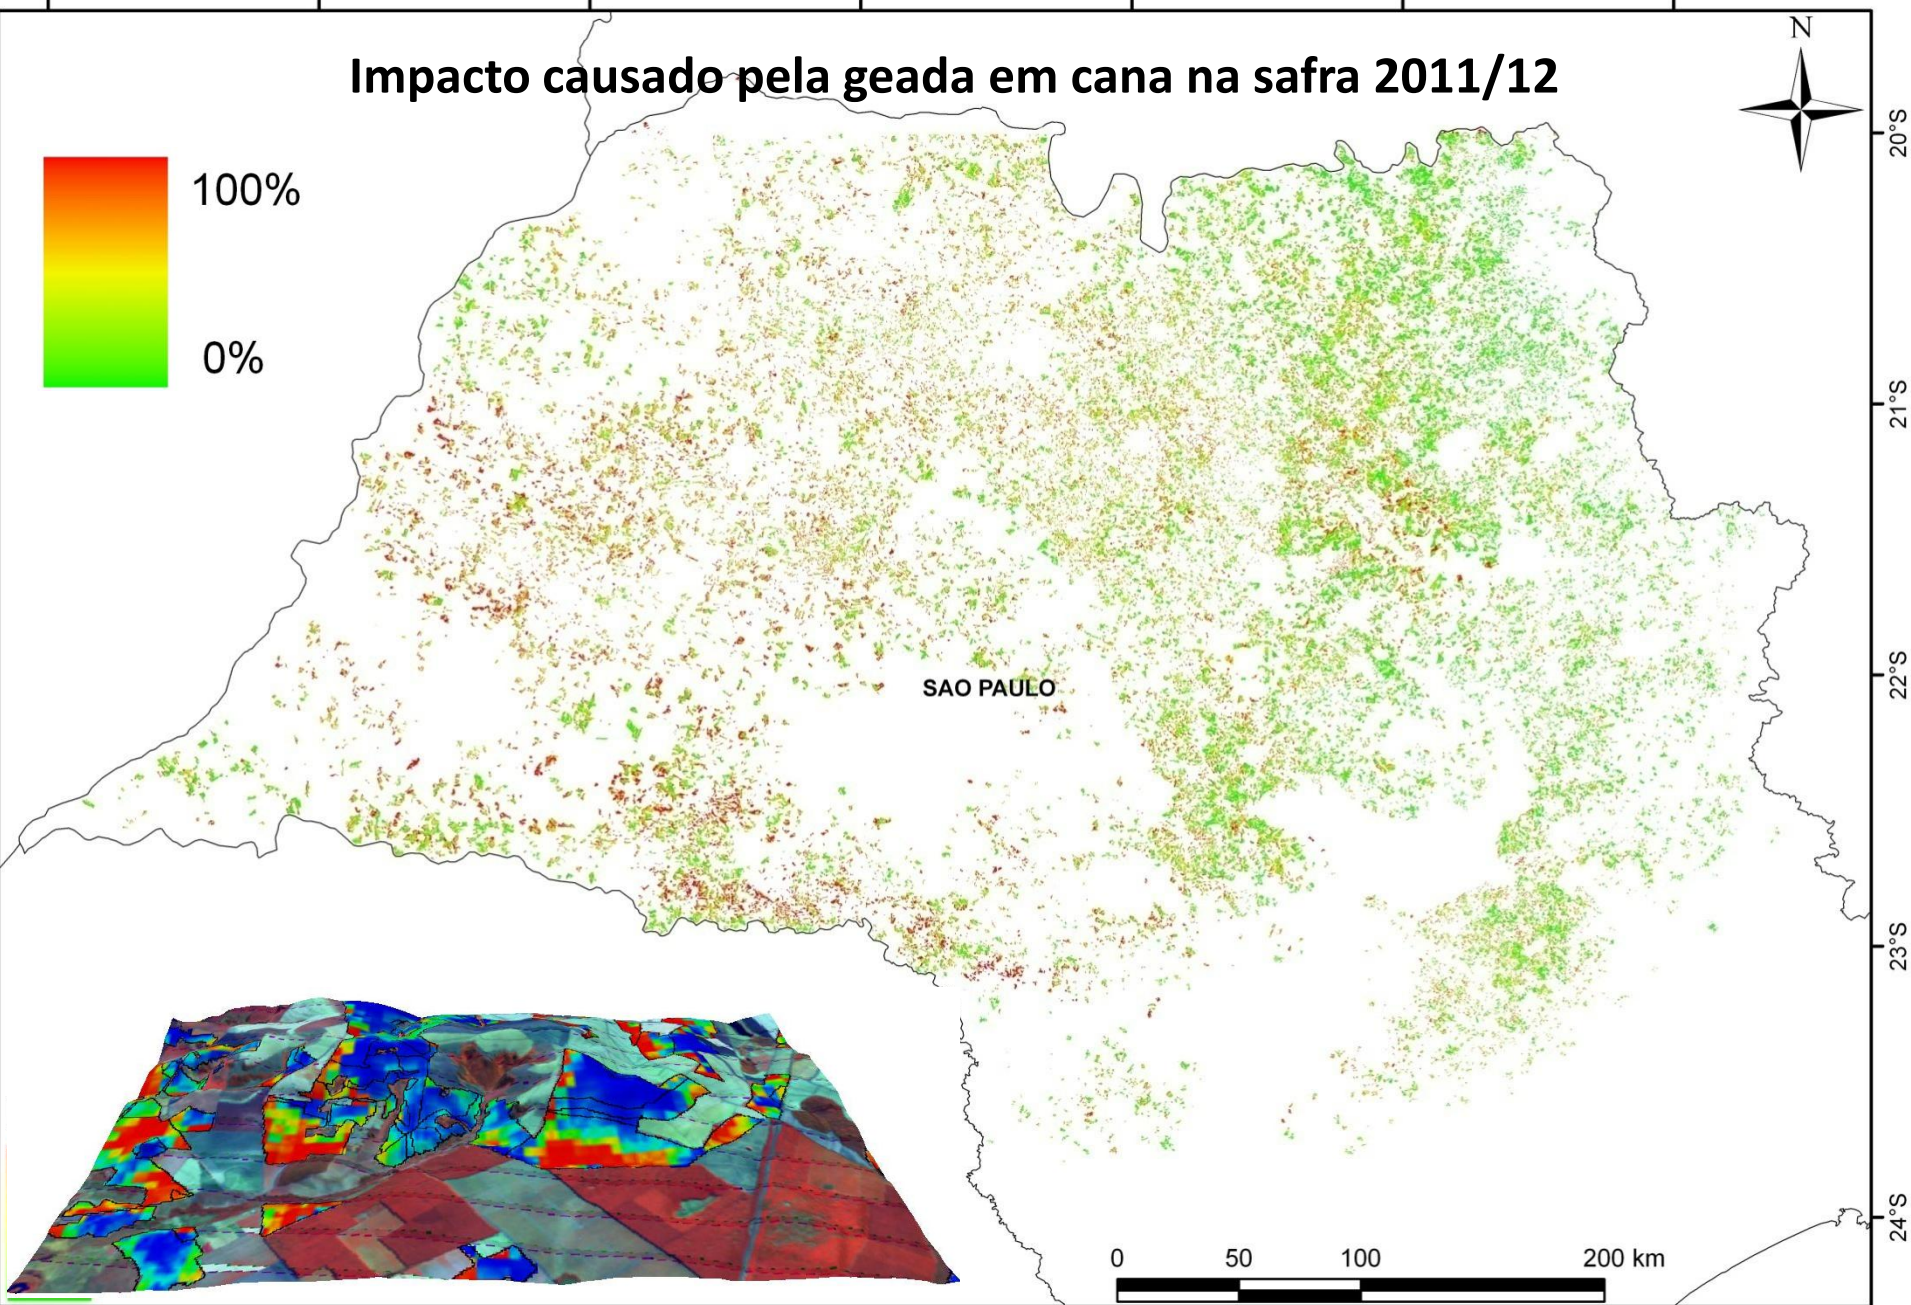 Impacto causado pela geada em cana na safra 2011/12
N
100%
0%
20°S
21°S
SAO PAULO
22°S
23°S
24°S
0 50 100 200 km